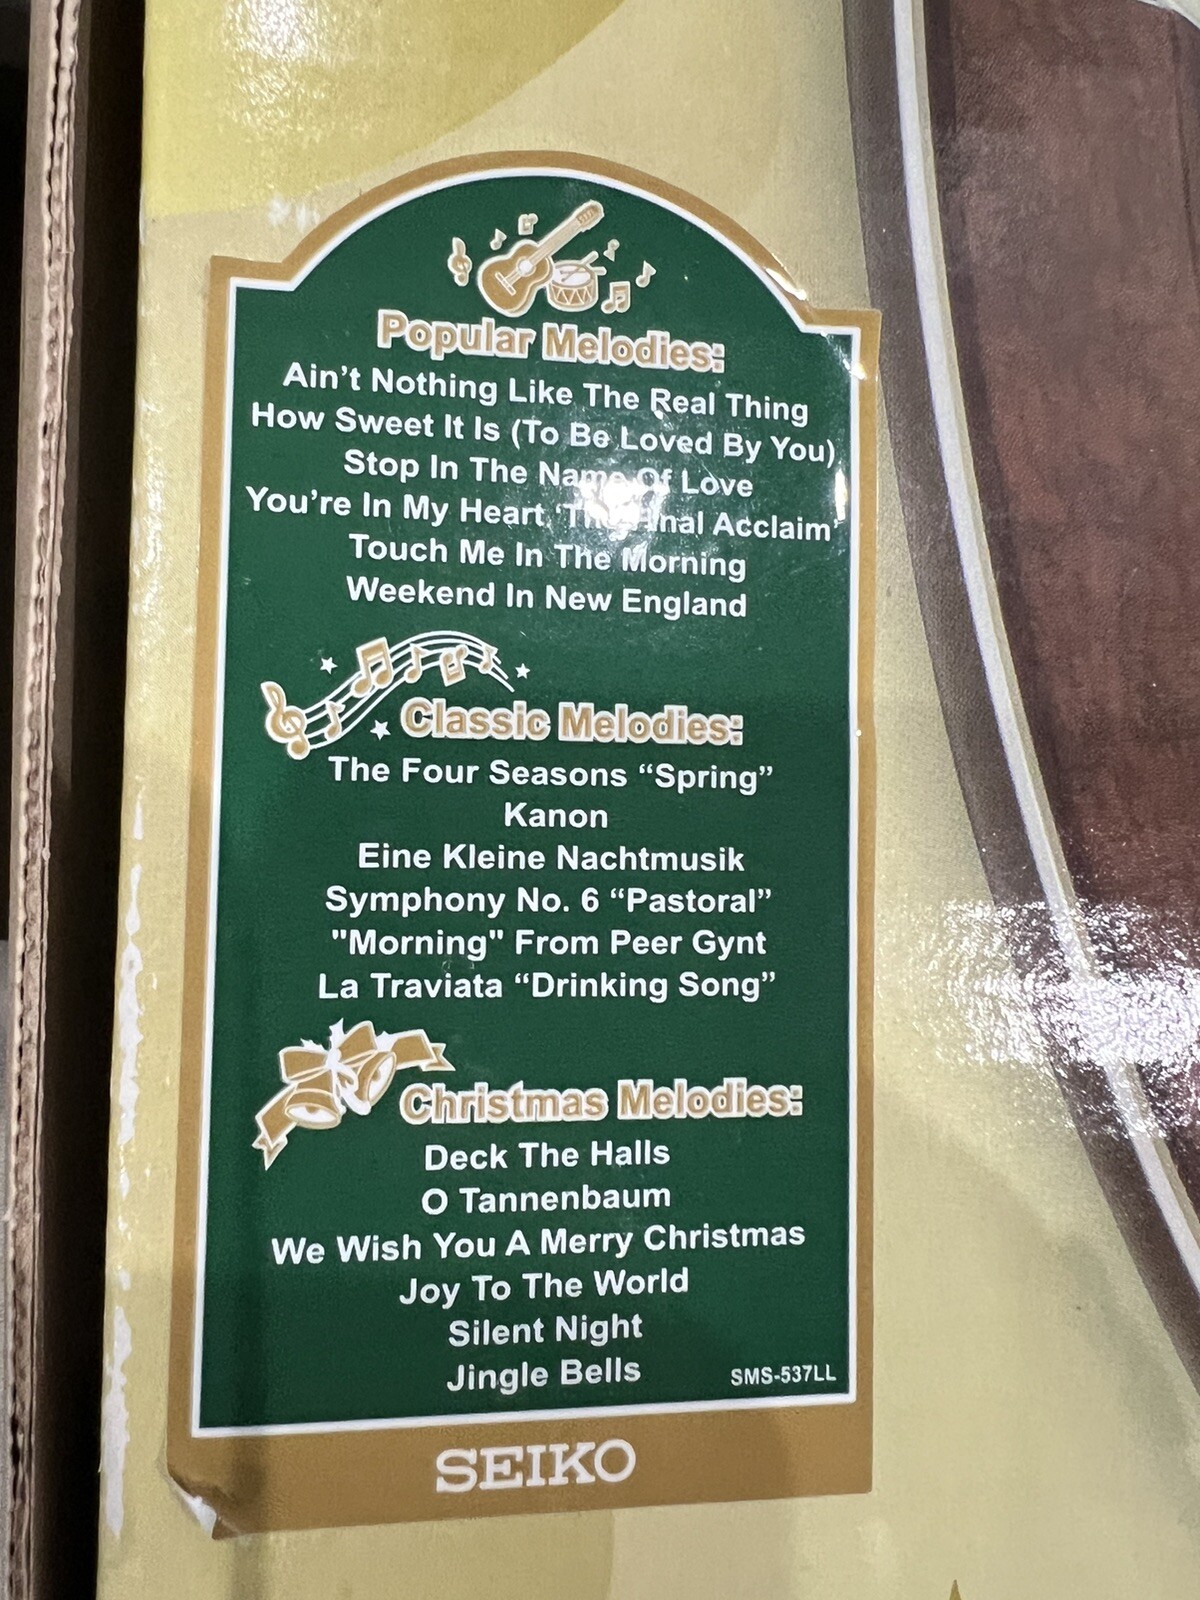 Popular Melodies:
Ain't Nothing Like The Real Thing
How Sweet It Is (To Be Loved By You)
Stop In The Name Of Love
You're In My Heart 'The Final Acclaim'
Touch Me In The Morning
Weekend In New England
Classic Melodies:
The Four Seasons “Spring”
Kanon
Eine Kleine Nachtmusik
Symphony No. 6 “Pastoral”
"Morning" From Peer Gynt
La Traviata “Drinking Song”
Christmas Melodies:
Deck The Halls
O Tannenbaum
We Wish You A Merry Christmas
Joy To The World
Silent Night
Jingle Bells
SMS-537LL
SEIKO